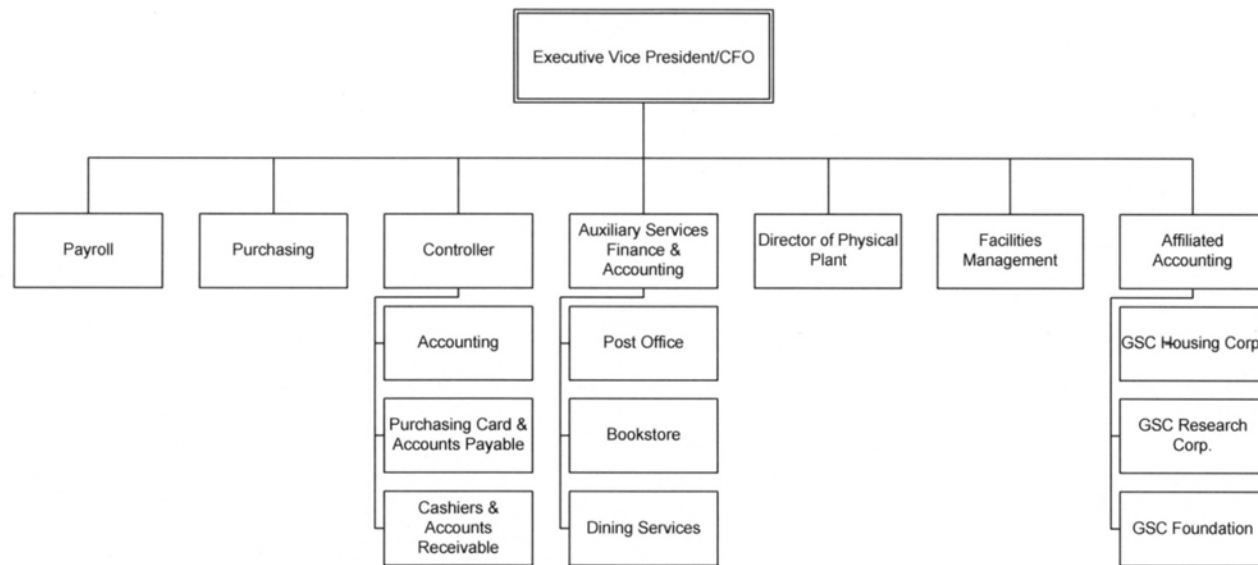 Executive Vice President/CFO
Payroll
Purchasing
Controller
Auxiliary Services
Finance &
Accounting
Director of Physical
Plant
Facilities
Management
Affiliated
Accounting
Accounting
Post Office
GSC Housing Corp
Purchasing Card &
Accounts Payable
Bookstore
GSC Research
Corp.
Cashiers &
Accounts
Receivable
Dining Services
GSC Foundation